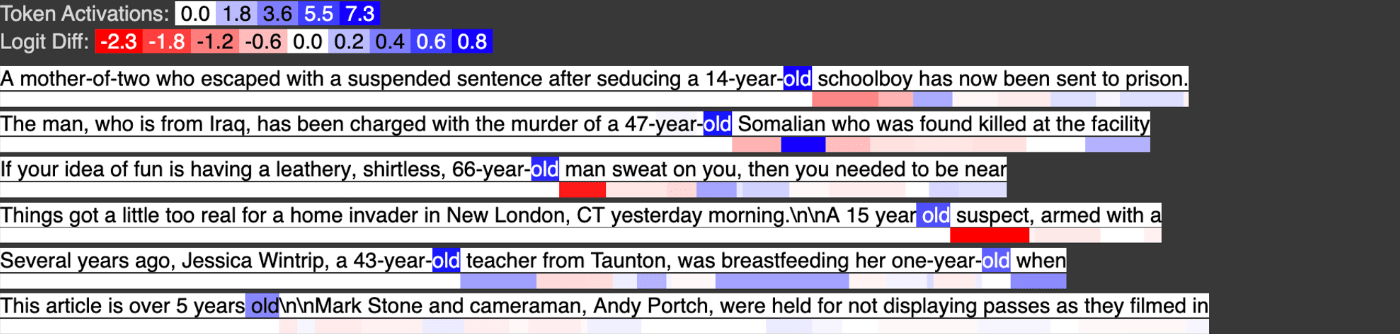 Token Activations: 0.0 1.8 3.6 5.5 7.3
Logit Diff: -2.3 -1.8 -1.2 -0.6 0.0 0.2 0.4 0.6 0.8
A mother-of-two who escaped with a suspended sentence after seducing a 14-year-old schoolboy has now been sent to prison.
The man, who is from Iraq, has been charged with the murder of a 47-year-old Somalian who was found killed at the facility
If your idea of fun is having a leathery, shirtless, 66-year-old man sweat on you, then you needed to be near
Things got a little too real for a home invader in New London, CT yesterday morning.\n\nA 15 year old suspect, armed with a
Several years ago, Jessica Wintrip, a 43-year-old teacher from Taunton, was breastfeeding her one-year-old when
This article is over 5 years old\n\nMark Stone and cameraman, Andy Portch, were held for not displaying passes as they filmed in